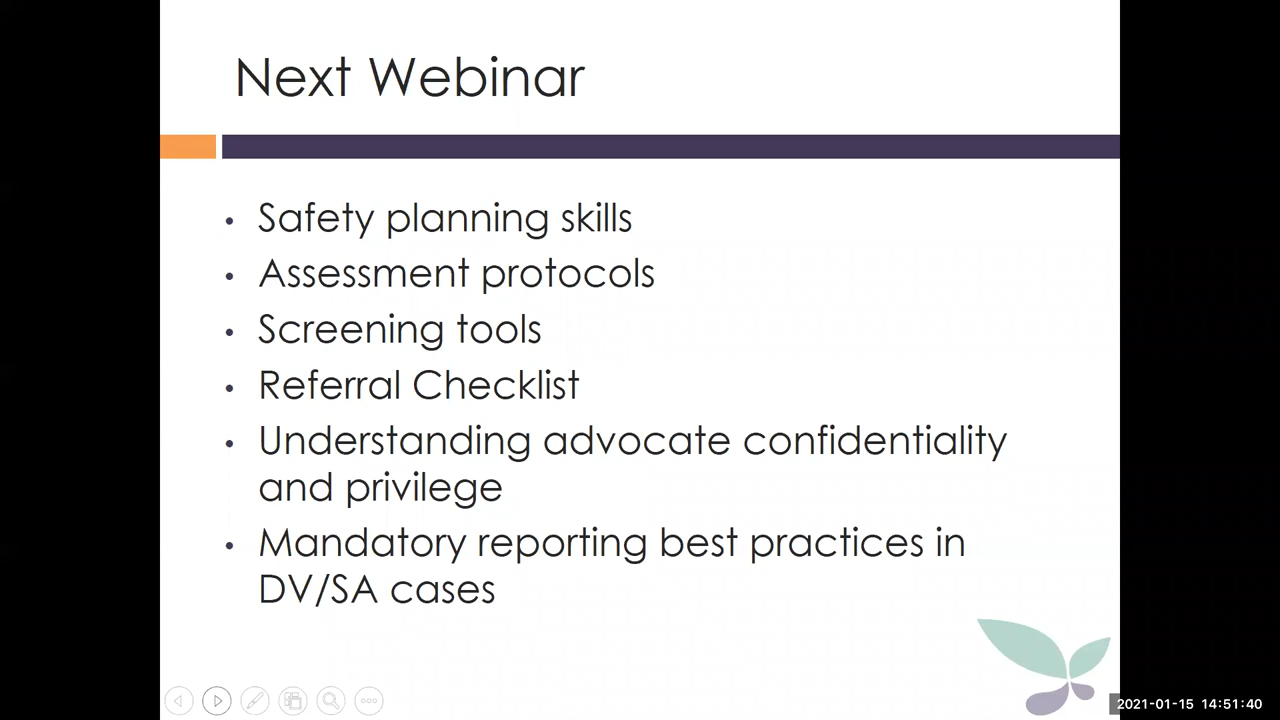 Next Webinar
• Safety planning skills
• Assessment protocols
• Screening tools
• Referral Checklist
• Understanding advocate confidentiality
and privilege
• Mandatory reporting best practices in
DV/SA cases
2021-01-15 14:51:40